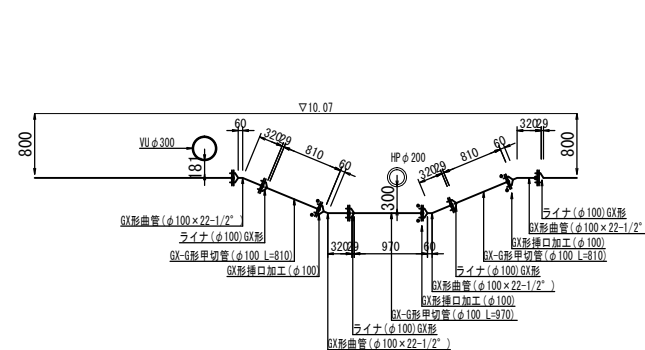 ▽10.07
800
60
320
29
810
60
VUφ300
181
HPφ200
300
320
29
810
60
320
29
800
GX形曲管(φ100×22-1/2°)
ライナ(φ100)GX形
GX-G形甲切管(φ100 L=810)
GX形挿口加工(φ100)
320
29
970
60
ライナ(φ100)GX形
GX形曲管(φ100×22-1/2°
GX形挿口加工(φ100)
GX-G形甲切管(φ100 L=810)
ライナ(φ100)GX形
GX形曲管(φ100×22-1/2°)
GX形挿口加工(φ100)
GX-G形甲切管(φ100 L=970)
ライナ(φ100)GX形
GX形曲管(φ100×22-1/2°)